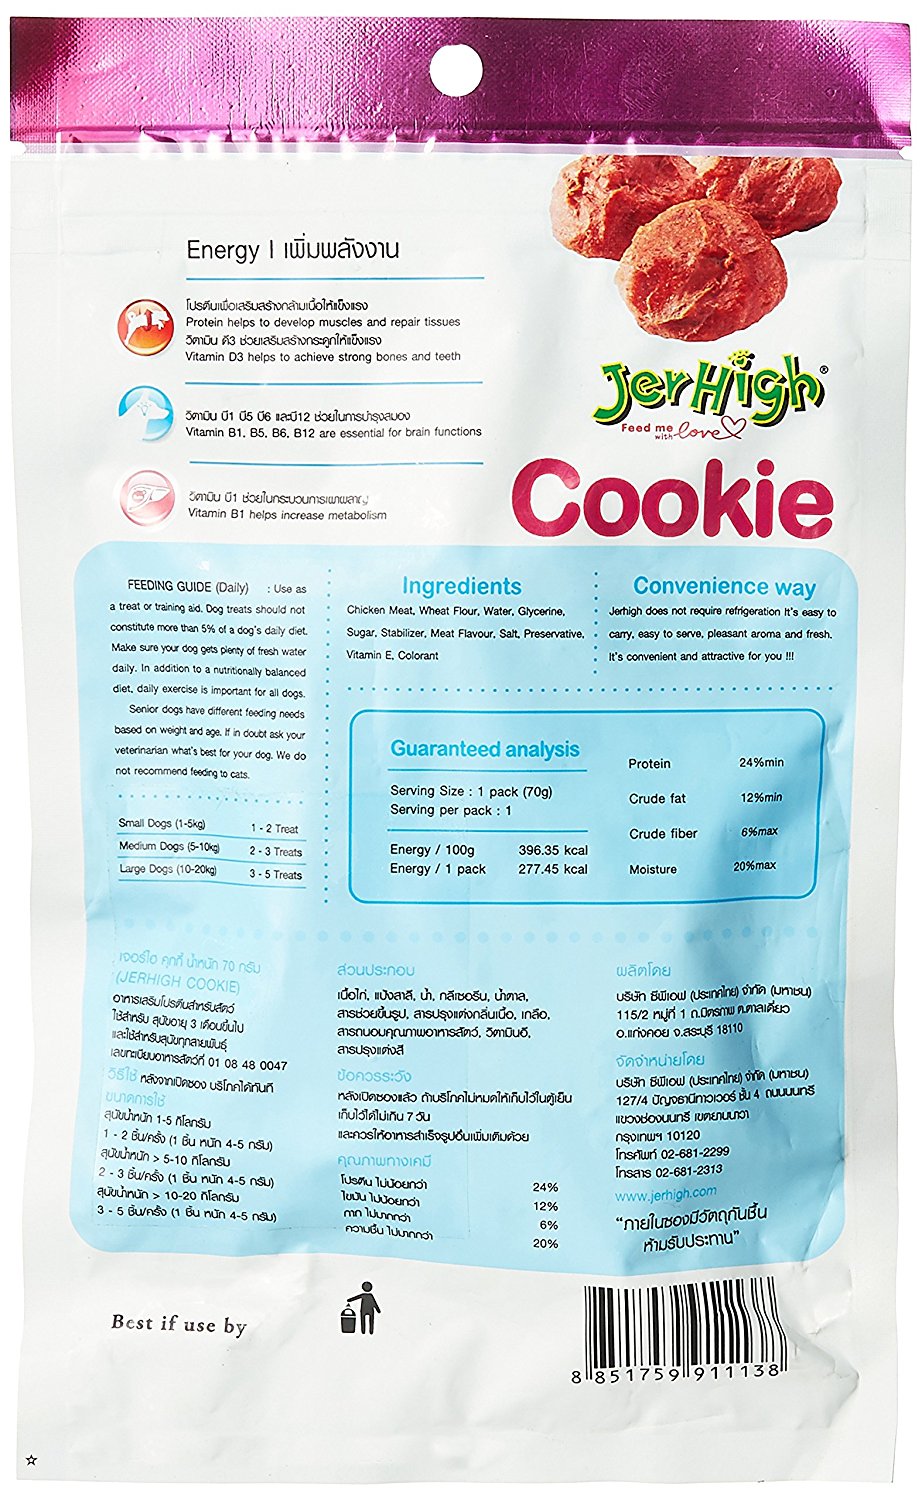 Energy | เพิ่มพลังงาน
โปรตีนเพื่อเสริมสร้างกล้ามเนื้อให้แข็งแรง
Protein helps to develop muscles and repair tissues
วิตามิน ดี3 ช่วยเสริมสร้างกระดูกให้แข็งแรง
Vitamin D3 helps to achieve strong bones and teeth
วิตามิน บี1 บี5 บี6 และบี12 ช่วยในการบำรุงสมอง
Vitamin B1, B5, B6, B12 are essential for brain functions
วิตามิน บี1 ช่วยในกระบวนการเผาผลาญ
Vitamin B1 helps increase metabolism
JerHigh®
Feed me
with love
Cookie
FEEDING GUIDE (Daily) : Use as
a treat or training aid. Dog treats should not
constitute more than 5% of a dog's daily diet.
Make sure your dog gets plenty of fresh water
daily. In addition to a nutritionally balanced
diet, daily exercise is important for all dogs.
Senior dogs have different feeding needs
based on weight and age. If in doubt ask your
veterinarian what's best for your dog. We do
not recommend feeding to cats.
Small Dogs (1-5kg) 1 - 2 Treat
Medium Dogs (5-10kg) 2 - 3 Treats
Large Dogs (10-20kg) 3 - 5 Treats
Ingredients
Chicken Meat, Wheat Flour, Water, Glycerine,
Sugar, Stabilizer, Meat Flavour, Salt, Preservative,
Vitamin E, Colorant
Convenience way
Jerhigh does not require refrigeration It's easy to
carry, easy to serve, pleasant aroma and fresh.
It's convenient and attractive for you !!!
Guaranteed analysis
Serving Size : 1 pack (70g)
Serving per pack : 1
Energy / 100g 396.35 kcal
Energy / 1 pack 277.45 kcal
Protein 24%min
Crude fat 12%min
Crude fiber 6%max
Moisture 20%max
เจอร์ไฮ คุกกี้ น้ำหนัก 70 กรัม
(JERHIGH COOKIE)
อาหารเสริมโปรตีนสำหรับสัตว์
ใช้สำหรับ สุนัขอายุ 3 เดือนขึ้นไป
และใช้สำหรับสุนัขทุกสายพันธุ์
เลขทะเบียนอาหารสัตว์ที่ 01 08 48 0047
วิธีใช้ หลังจากเปิดซอง บริโภคได้ทันที
ขนาดการใช้
สุนัขน้ำหนัก 1-5 กิโลกรัม
1 - 2 ชิ้น/ครั้ง (1 ชิ้น หนัก 4-5 กรัม)
สุนัขน้ำหนัก > 5-10 กิโลกรัม
2 - 3 ชิ้น/ครั้ง (1 ชิ้น หนัก 4-5 กรัม)
สุนัขน้ำหนัก > 10-20 กิโลกรัม
3 - 5 ชิ้น/ครั้ง (1 ชิ้น หนัก 4-5 กรัม)
ส่วนประกอบ
เนื้อไก่, แป้งสาลี, น้ำ, กลีเซอรีน, น้ำตาล,
สารช่วยขึ้นรูป, สารปรุงแต่งกลิ่นเนื้อ, เกลือ,
สารถนอมคุณภาพอาหารสัตว์, วิตามินอี,
สารปรุงแต่งสี
ข้อควรระวัง
หลังเปิดซองแล้ว ถ้าบริโภคไม่หมดให้เก็บไว้ในตู้เย็น
เก็บไว้ได้ไม่เกิน 7 วัน
และควรให้อาหารสำเร็จรูปอื่นเพิ่มเติมด้วย
คุณภาพทางเคมี
โปรตีน ไม่น้อยกว่า 24%
ไขมัน ไม่น้อยกว่า 12%
กาก ไม่มากกว่า 6%
ความชื้น ไม่มากกว่า 20%
ผลิตโดย
บริษัท ซีพีเอฟ (ประเทศไทย) จำกัด (มหาชน)
115/2 หมู่ที่ 1 ถ.มิตรภาพ ต.ตาลเดี่ยว
อ.แก่งคอย จ.สระบุรี 18110
จัดจำหน่ายโดย
บริษัท ซีพีเอฟ (ประเทศไทย) จำกัด (มหาชน)
127/4 ปัญจธานีทาวเวอร์ ชั้น 4 ถนนนนทรี
แขวงช่องนนทรี เขตยานนาวา
กรุงเทพฯ 10120
โทรศัพท์ 02-681-2299
โทรสาร 02-681-2313
www.jerhigh.com
"ภายในซองมีวัตถุกันชื้น
ห้ามรับประทาน"
Best if use by
8 851759 911138